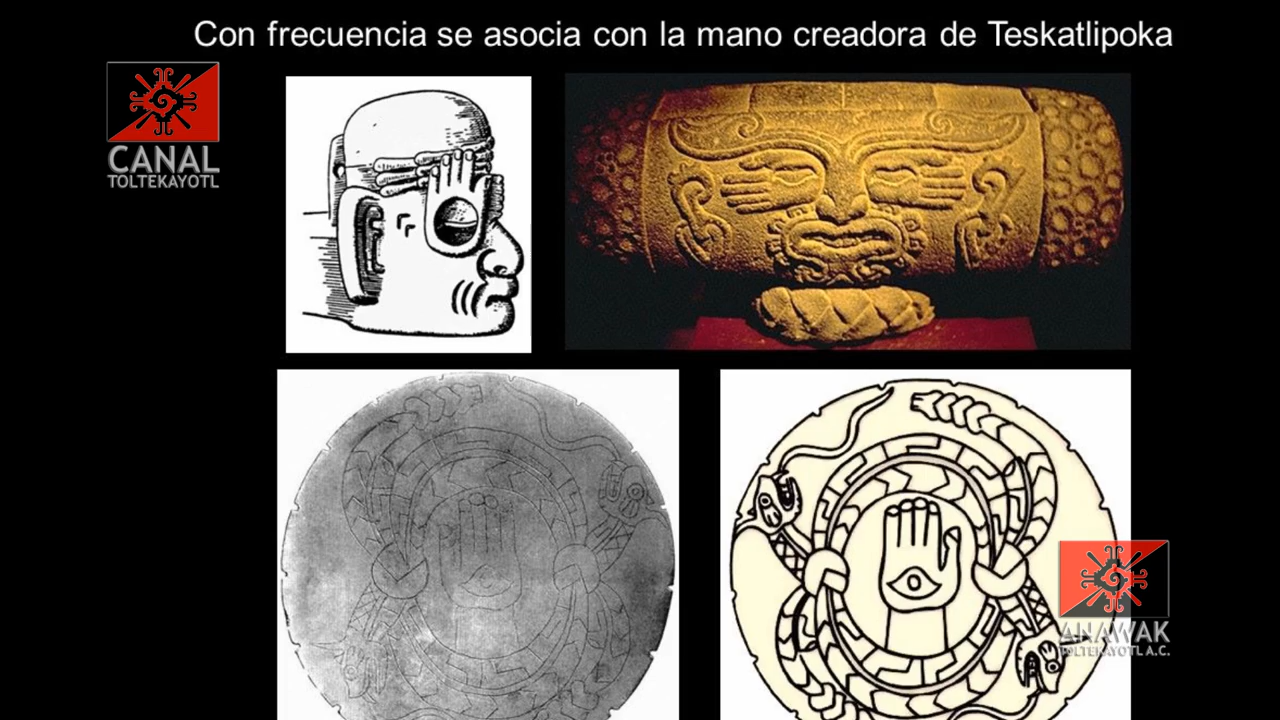 Con frecuencia se asocia con la mano creadora de Teskatlipoka
CANAL
TOLTEKAYOTL
ANAWAK
TOLTEKAYOTL A.C.